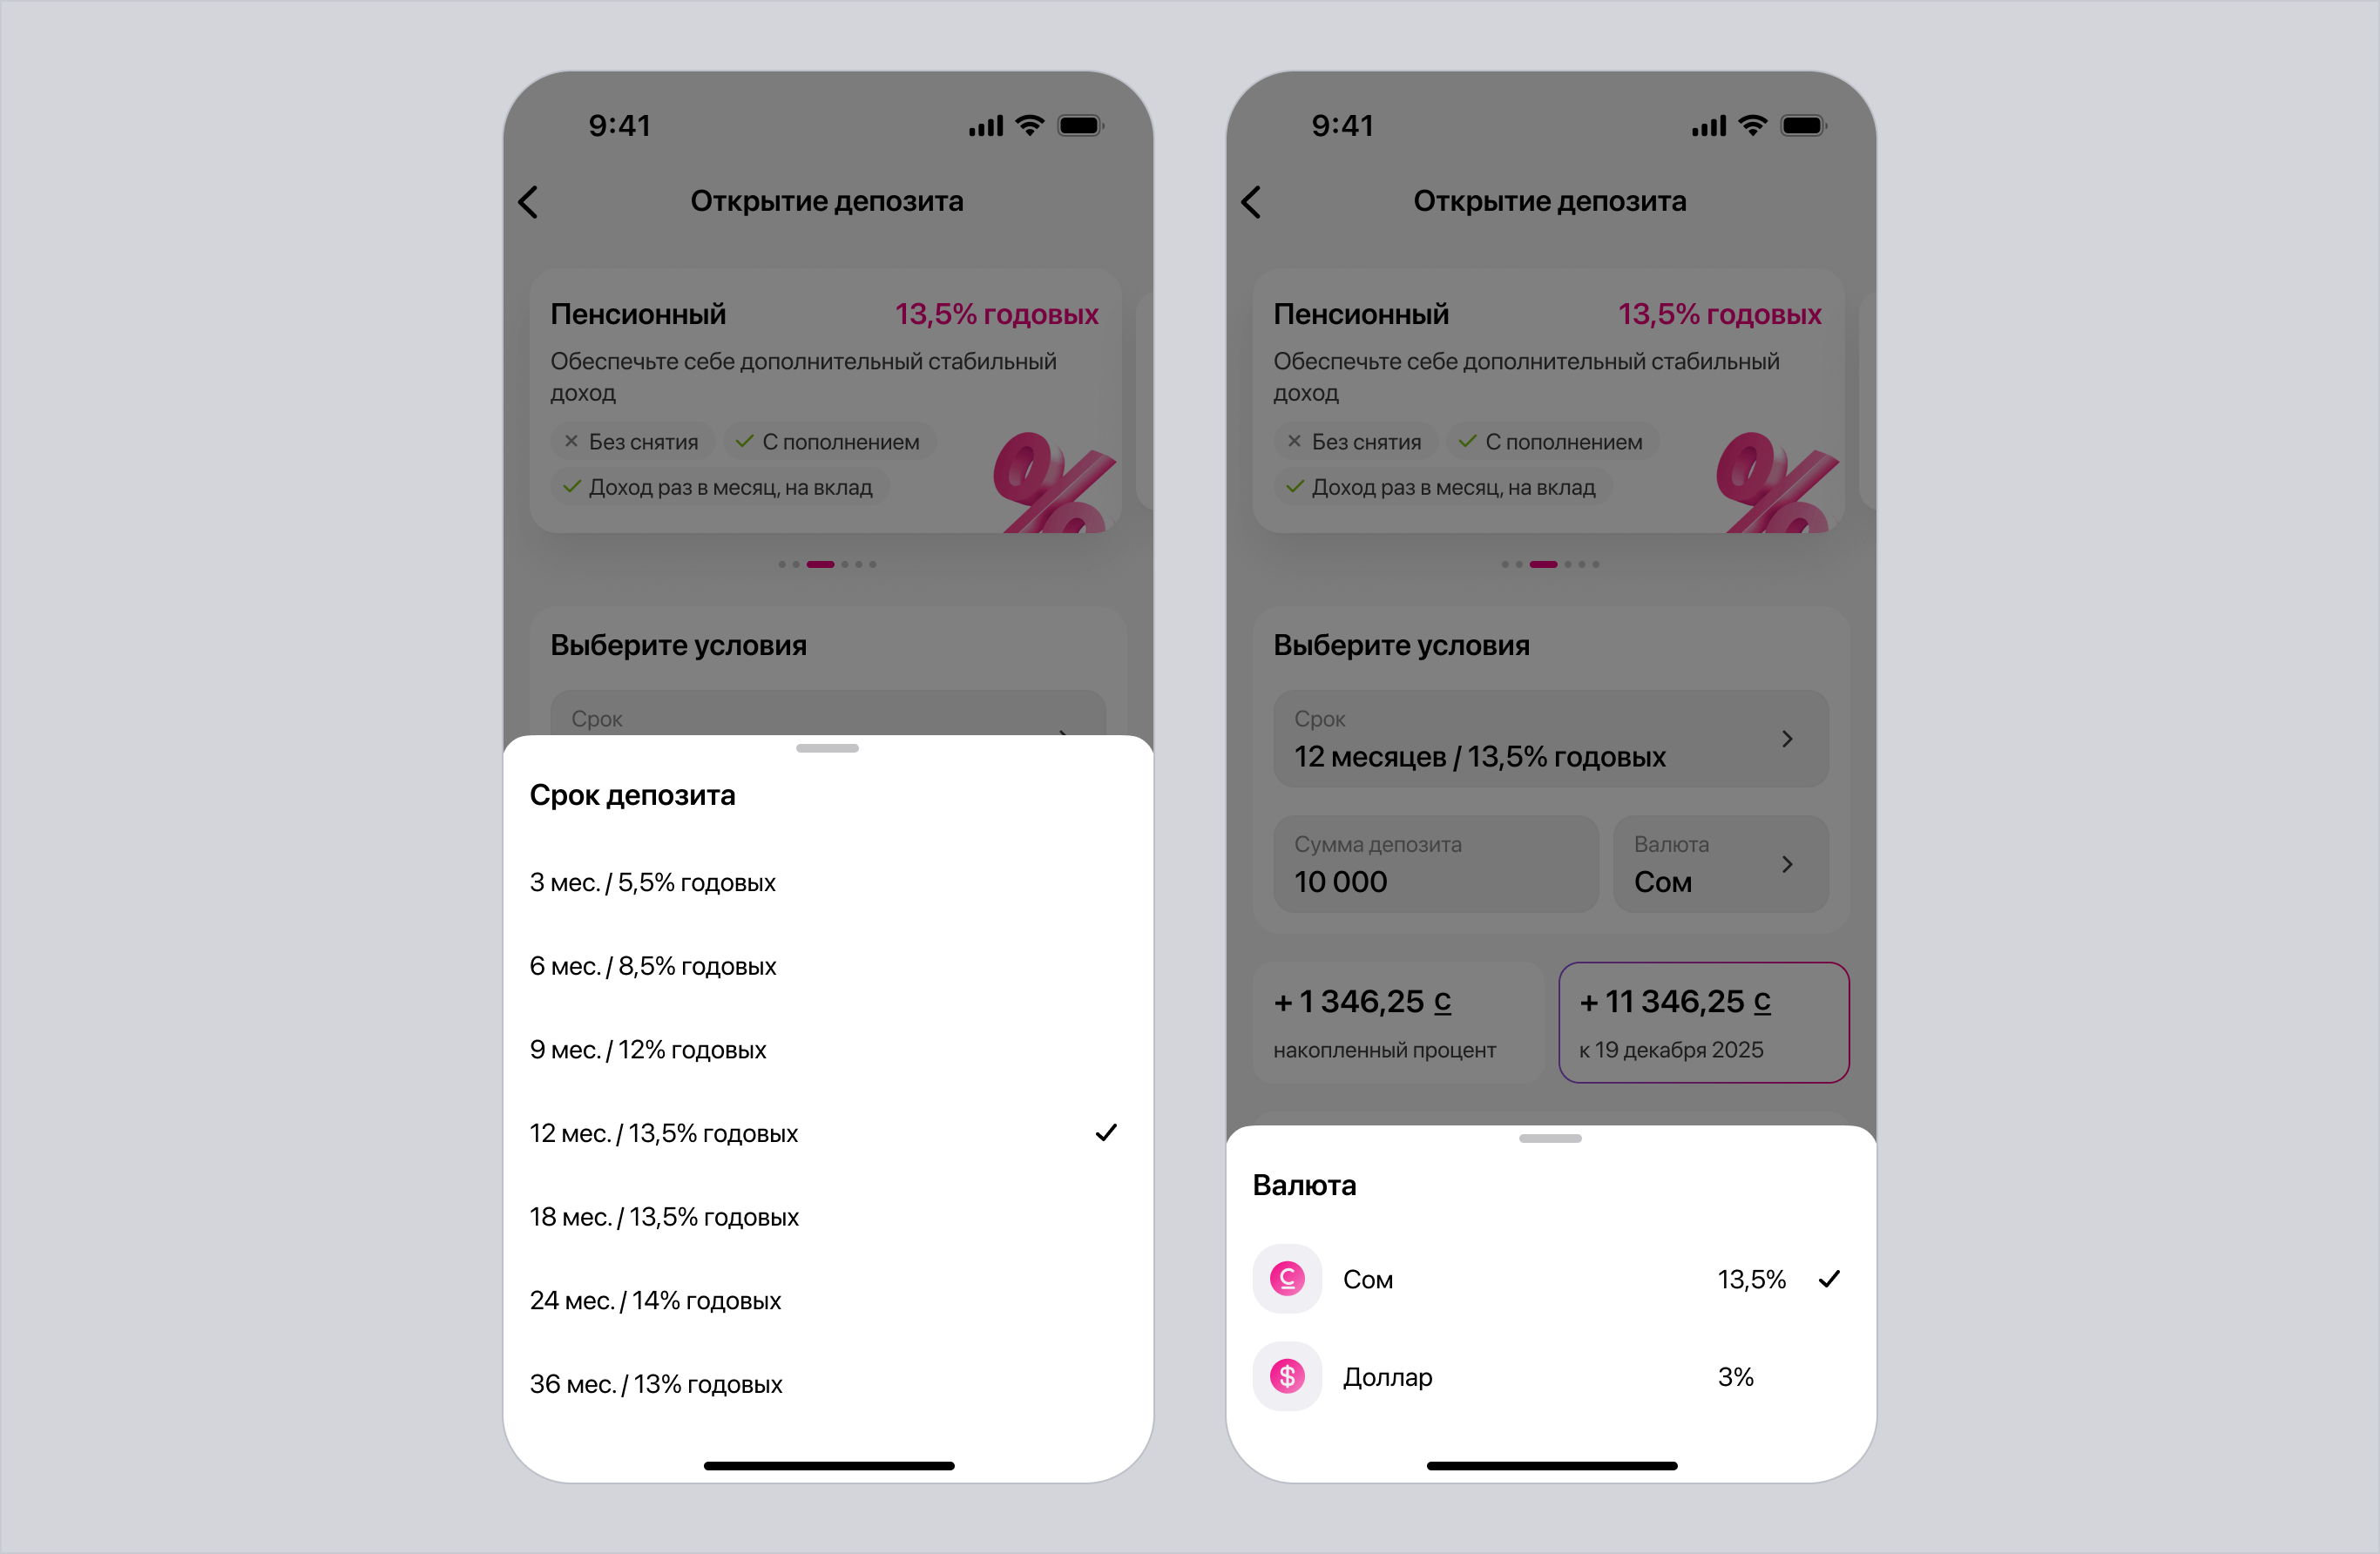 9:41
Открытие депозита
Пенсионный
13,5% годовых
Обеспечьте себе дополнительный стабильный
доход
Без снятия
С пополнением
Доход раз в месяц, на вклад
%
Выберите условия
Срок
Срок депозита
3 мес. / 5,5% годовых
6 мес. / 8,5% годовых
9 мес. / 12% годовых
12 мес. / 13,5% годовых
18 мес. / 13,5% годовых
24 мес. / 14% годовых
36 мес. / 13% годовых
9:41
Открытие депозита
Пенсионный
13,5% годовых
Обеспечьте себе дополнительный стабильный
доход
Без снятия
С пополнением
Доход раз в месяц, на вклад
%
Выберите условия
Срок
12 месяцев / 13,5% годовых
Сумма депозита
10 000
Валюта
Сом
+ 1 346,25 с
накопленный процент
+ 11 346,25 с
к 19 декабря 2025
Валюта
с Сом 13,5%
$ Доллар 3%